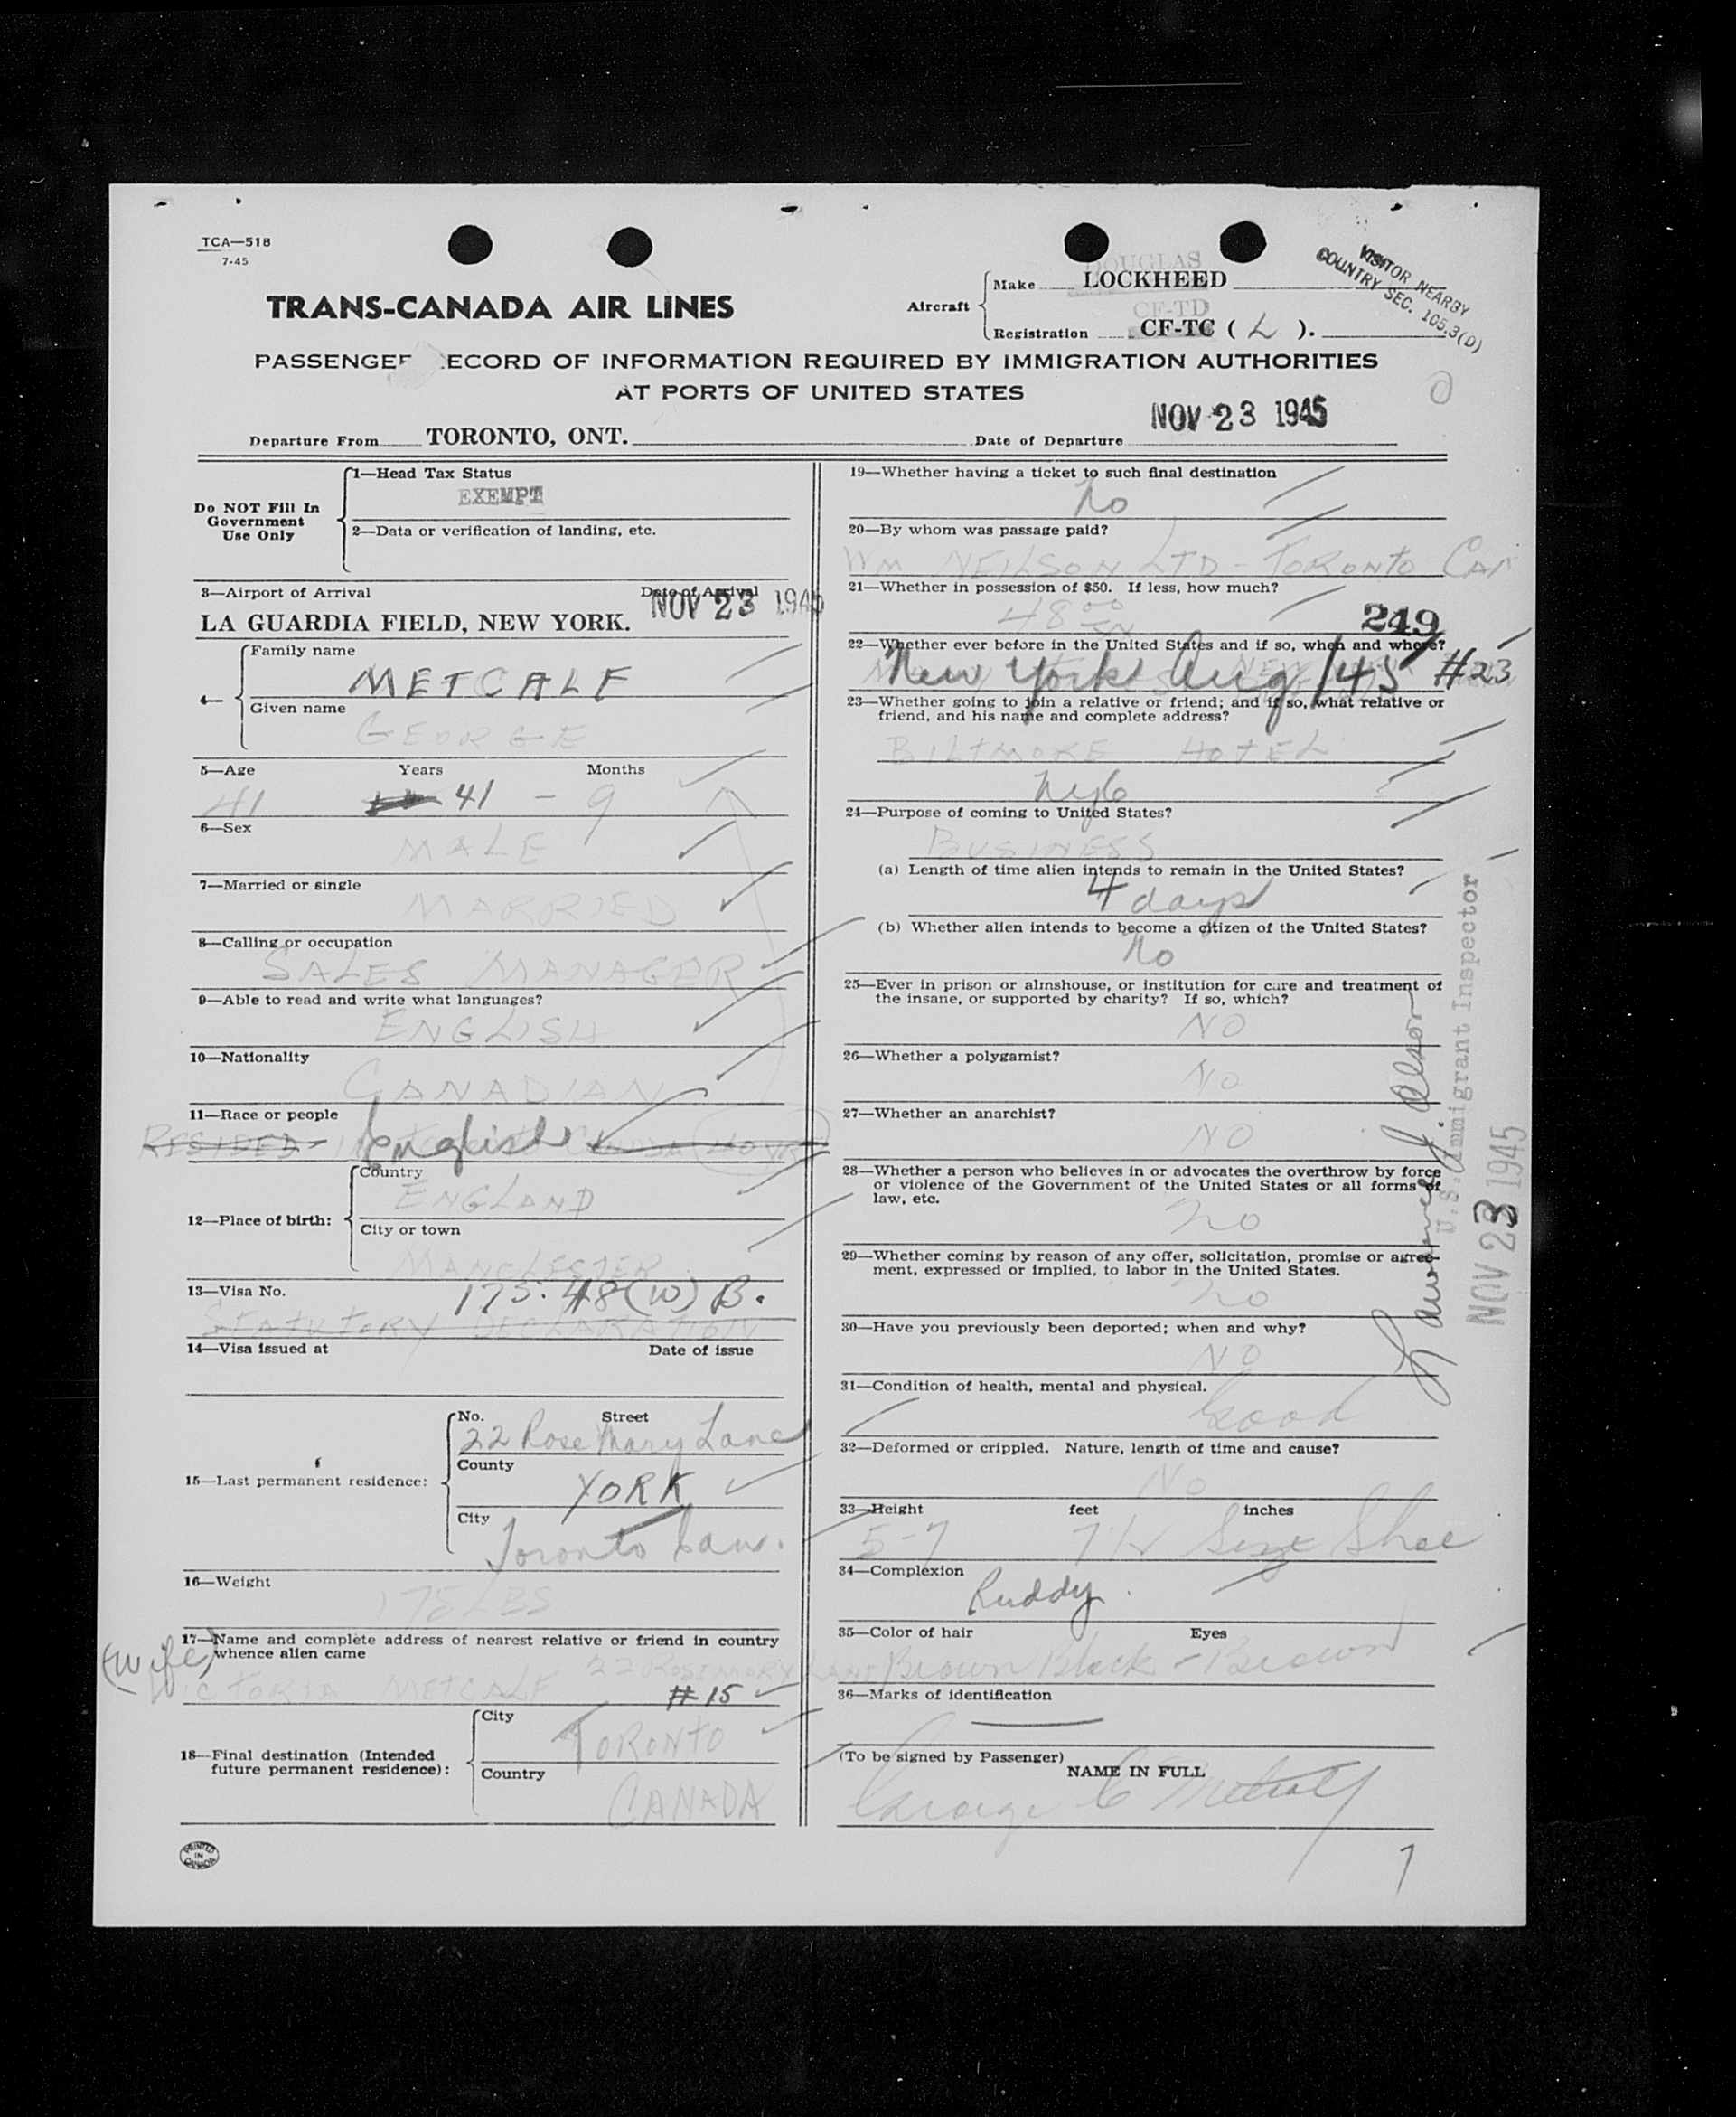 TCA—518
7-45
DOUGLAS
Aircraft
Make LOCKHEED
CF-TD
Registration CF-TC ( L ).
VISITOR NEARBY
COUNTRY SEC. 105.3(D)
TRANS-CANADA AIR LINES
PASSENGER RECORD OF INFORMATION REQUIRED BY IMMIGRATION AUTHORITIES
AT PORTS OF UNITED STATES
Departure From TORONTO, ONT. Date of Departure NOV 23 1945
Do NOT Fill In
Government
Use Only
1—Head Tax Status
EXEMPT
2—Data or verification of landing, etc.
3—Airport of Arrival Date of Arrival
LA GUARDIA FIELD, NEW YORK. NOV 23 1945
4—
Family name
METCALF
Given name
GEORGE
5—Age Years Months
41 41 - 9
6—Sex
MALE
7—Married or single
MARRIED
8—Calling or occupation
SALES MANAGER
9—Able to read and write what languages?
ENGLISH
10—Nationality
CANADIAN
11—Race or people
RESIDED English
12—Place of birth:
Country
ENGLAND
City or town
MANCHESTER
13—Visa No.
175: 48(w) B.
STATUTORY DECLARATION
14—Visa issued at Date of issue
15—Last permanent residence:
No. Street
22 Rose Mary Lane
County
YORK
City
Toronto Can.
16—Weight
175 LBS
17—Name and complete address of nearest relative or friend in country
whence alien came
(Wife) 22 ROSEMARY LANE
VICTORIA METCALF #15
18—Final destination (Intended
future permanent residence):
City
TORONTO
Country
CANADA
PRINTED
IN
CANADA
19—Whether having a ticket to such final destination
No
20—By whom was passage paid?
WM NEILSON LTD - TORONTO CAN
21—Whether in possession of $50. If less, how much?
48 00
249
22—Whether ever before in the United States and if so, when and where?
New York Aug/45 #23
23—Whether going to join a relative or friend; and if so, what relative or
friend, and his name and complete address?
BILTMORE HOTEL
NYC
24—Purpose of coming to United States?
BUSINESS
(a) Length of time alien intends to remain in the United States?
4 days
(b) Whether alien intends to become a citizen of the United States?
No
25—Ever in prison or almshouse, or institution for care and treatment of
the insane, or supported by charity? If so, which?
NO
26—Whether a polygamist?
NO
27—Whether an anarchist?
NO
28—Whether a person who believes in or advocates the overthrow by force
or violence of the Government of the United States or all forms of
law, etc.
No
29—Whether coming by reason of any offer, solicitation, promise or agree-
ment, expressed or implied, to labor in the United States.
No
30—Have you previously been deported; when and why?
NO
31—Condition of health, mental and physical.
Good
32—Deformed or crippled. Nature, length of time and cause?
No
33—Height feet inches
5-7 7½ Size Shoe
34—Complexion
Ruddy
35—Color of hair Eyes
Brown Black - Brown
36—Marks of identification
(To be signed by Passenger)
NAME IN FULL
George C Metcalf
7
U.S. Immigrant Inspector
NOV 23 1945